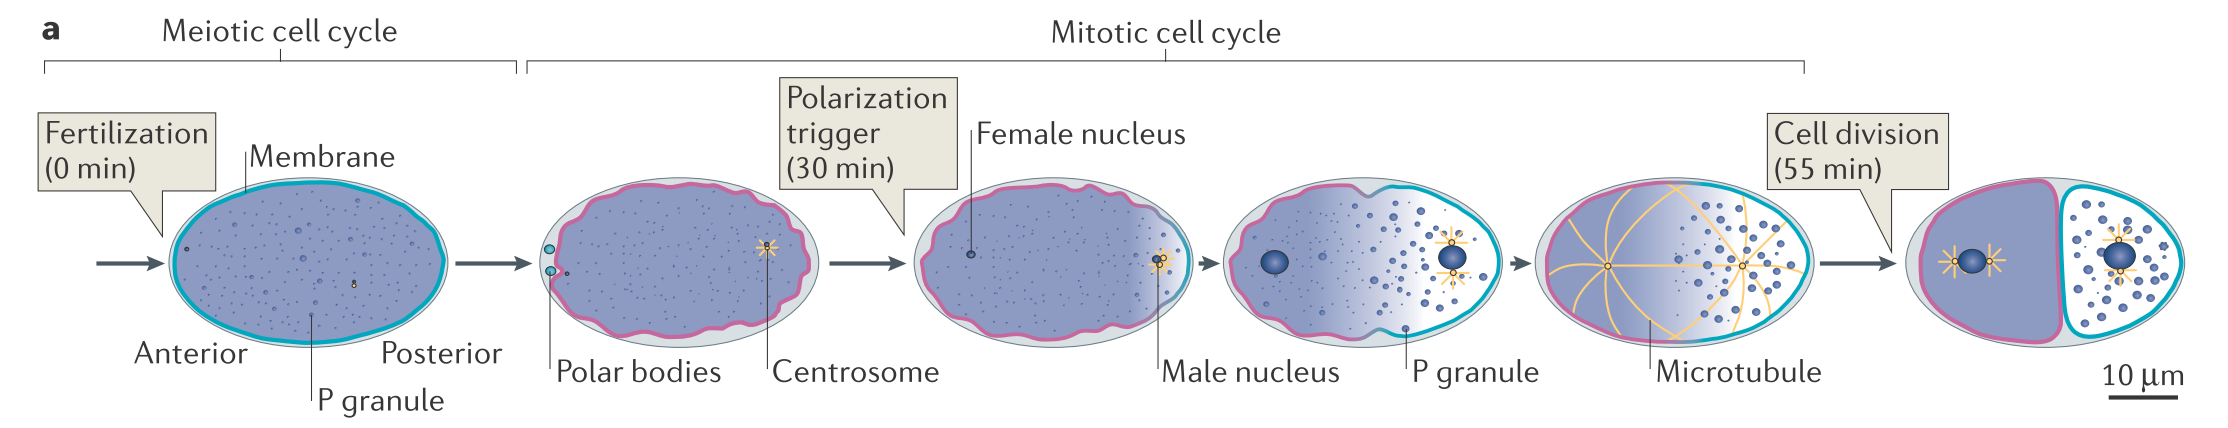 a
Meiotic cell cycle
Mitotic cell cycle
Fertilization
(0 min)
Membrane
Polarization
trigger
(30 min)
Female nucleus
Cell division
(55 min)
Anterior
Posterior
P granule
Polar bodies
Centrosome
Male nucleus
P granule
Microtubule
10 μm